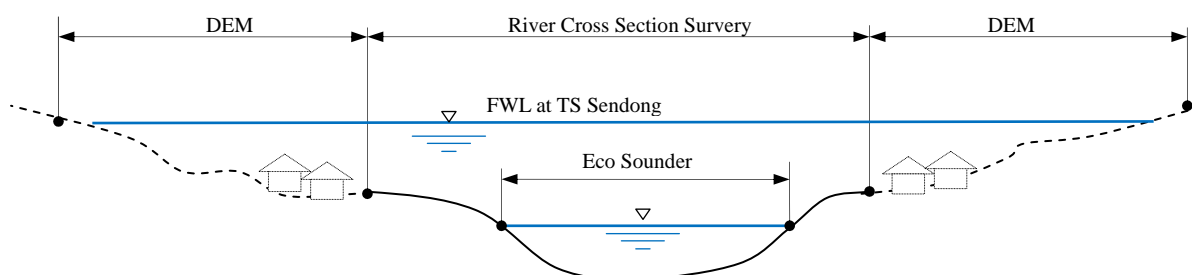 DEM
River Cross Section Survery
DEM
FWL at TS Sendong
Eco Sounder